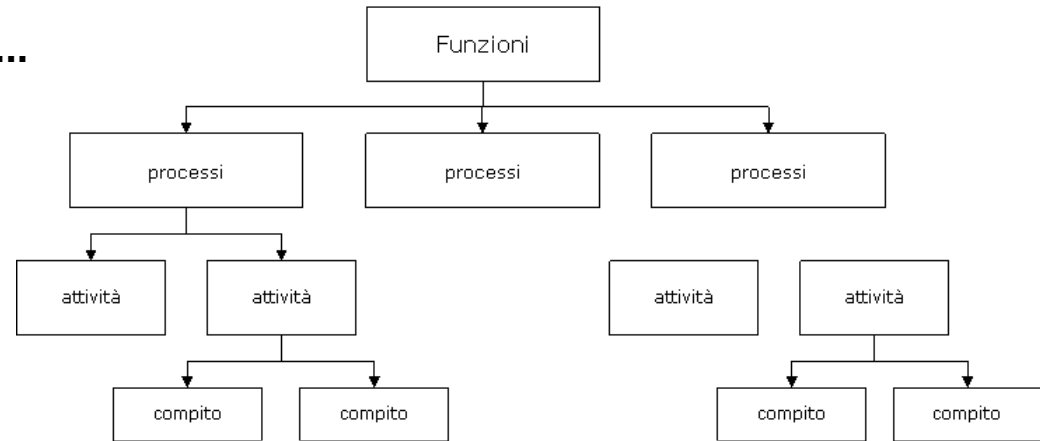 ...
Funzioni
processi
processi
processi
attività
attività
attività
attività
compito
compito
compito
compito